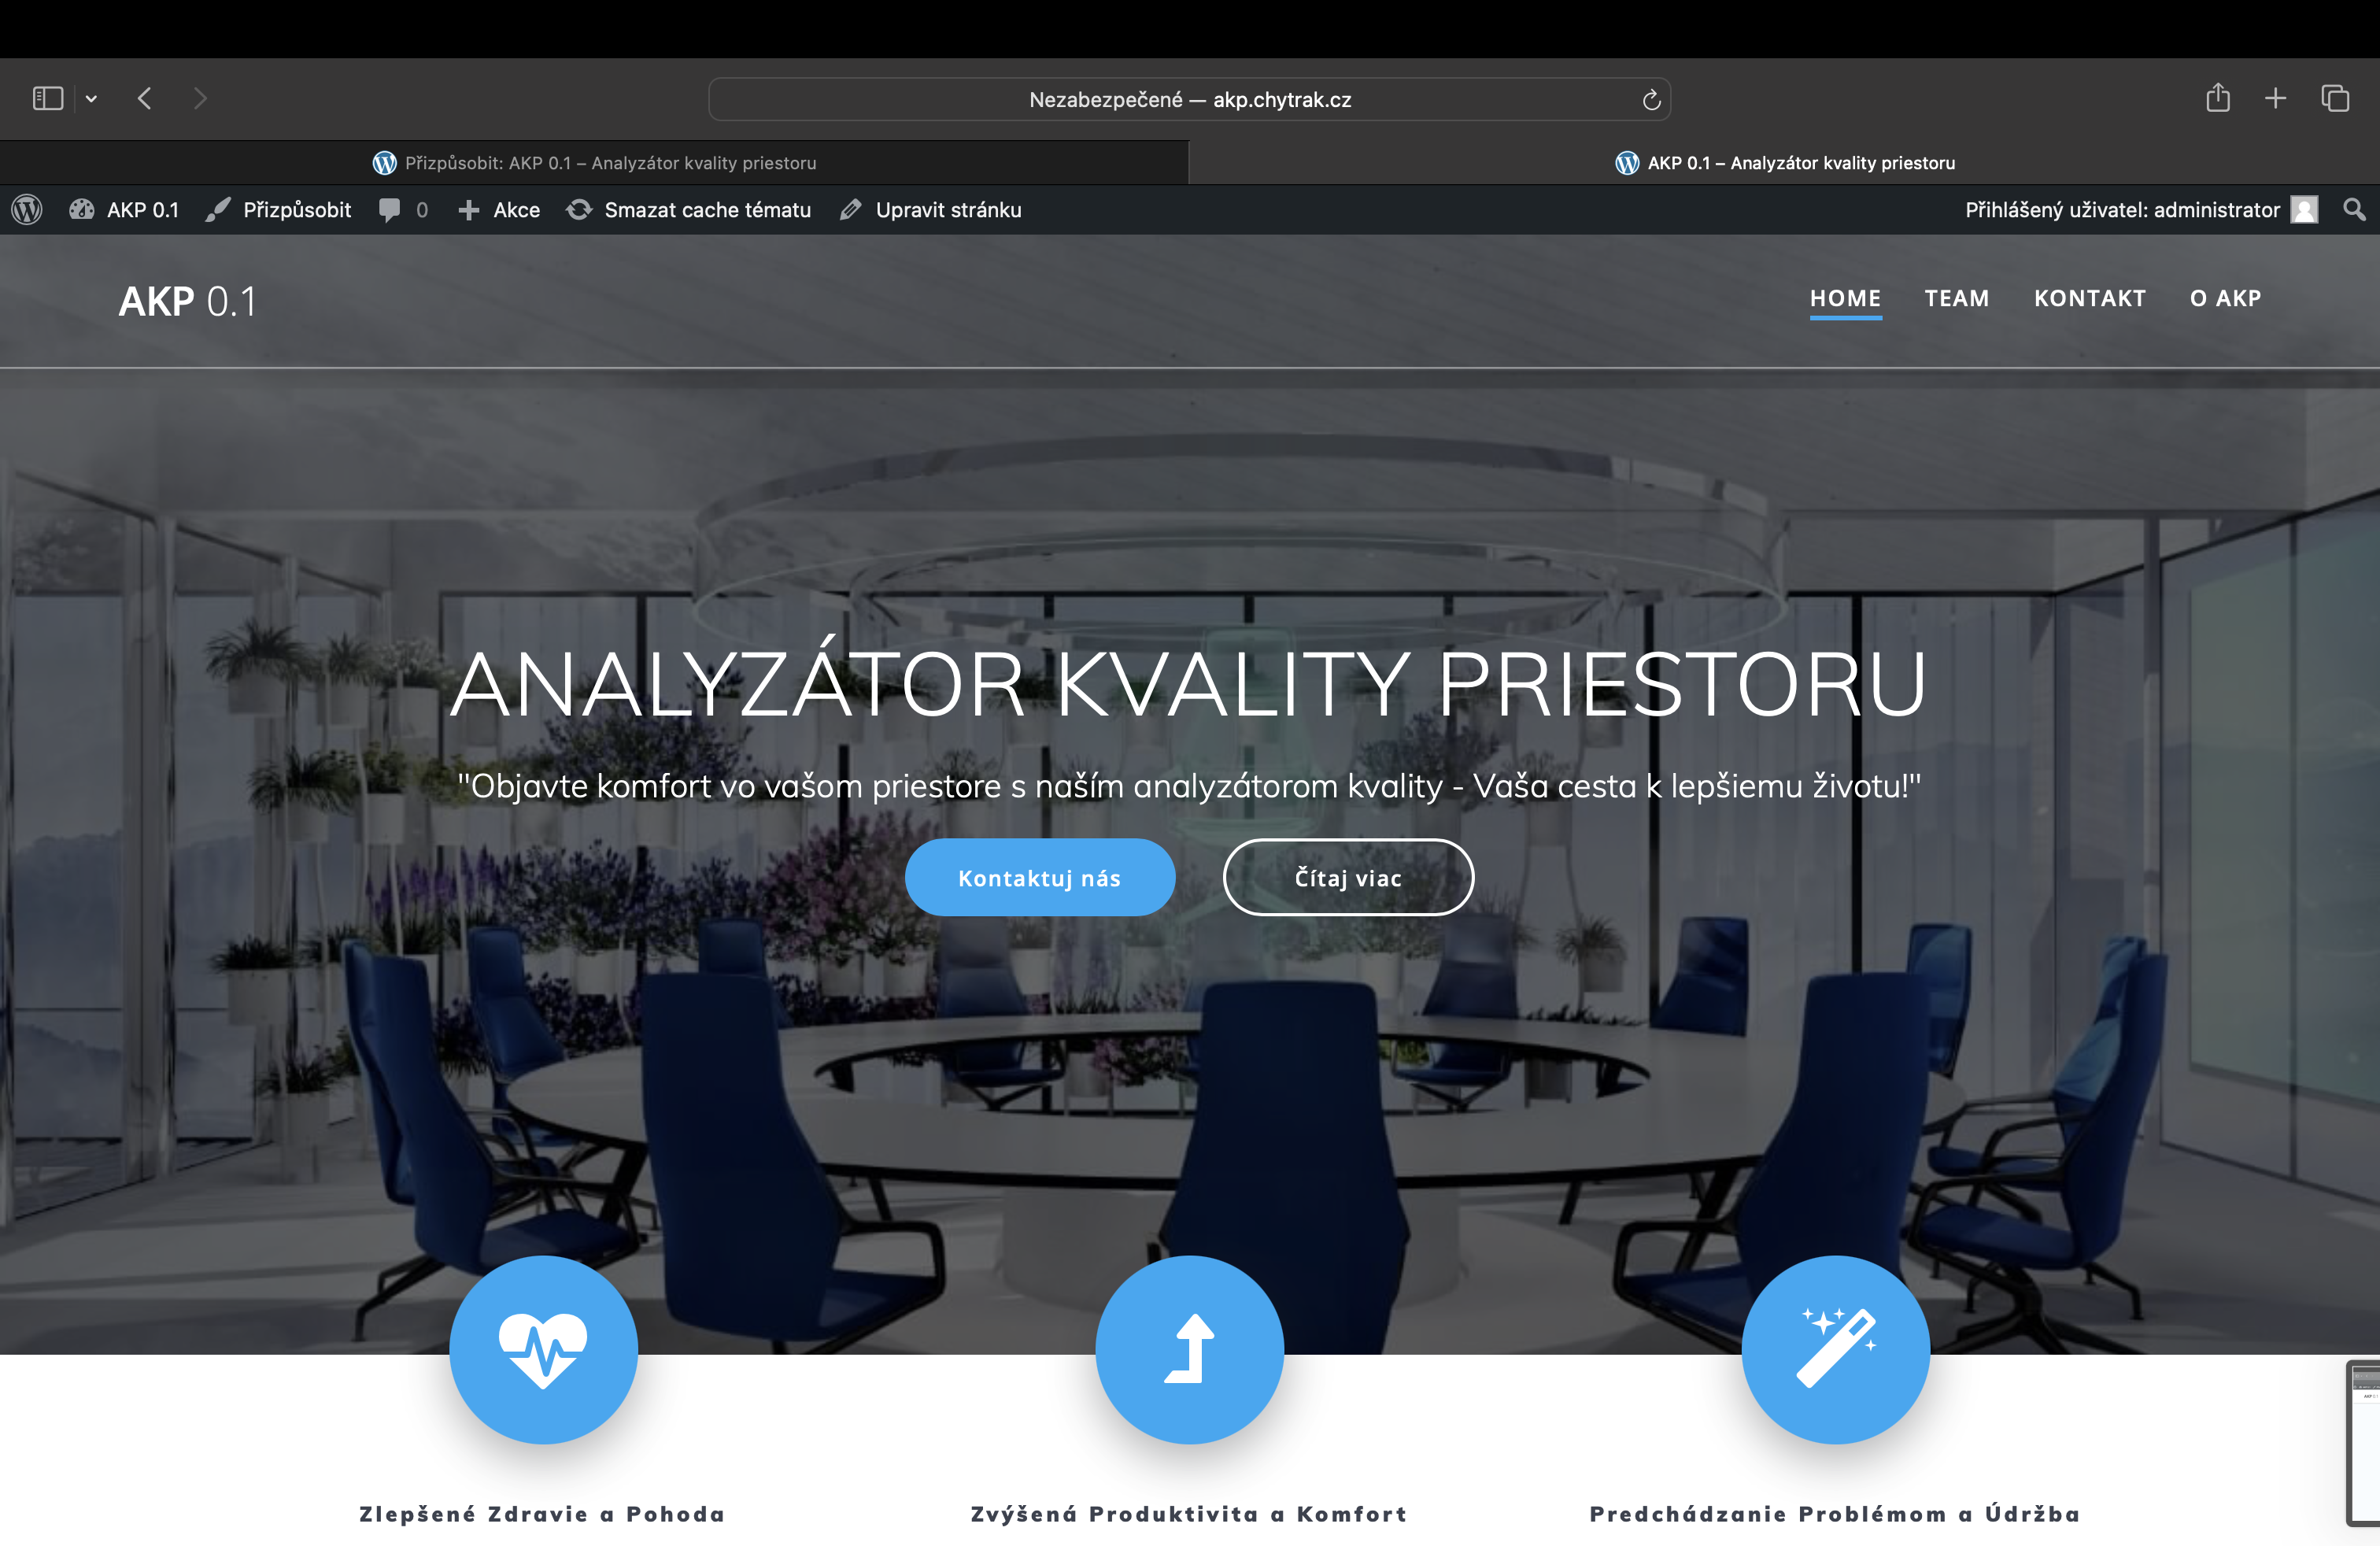 Nezabezpečené — akp.chytrak.cz
Přizpůsobit: AKP 0.1 – Analyzátor kvality priestoru
AKP 0.1 – Analyzátor kvality priestoru
AKP 0.1 Přizpůsobit 0 Akce Smazat cache tématu Upravit stránku Přihlášený uživatel: administrator
AKP 0.1
HOME TEAM KONTAKT O AKP
ANALYZÁTOR KVALITY PRIESTORU
"Objavte komfort vo vašom priestore s naším analyzátorom kvality - Vaša cesta k lepšiemu životu!"
Kontaktuj nás Čítaj viac
Zlepšené Zdravie a Pohoda
Zvýšená Produktivita a Komfort
Predchádzanie Problémom a Údržba